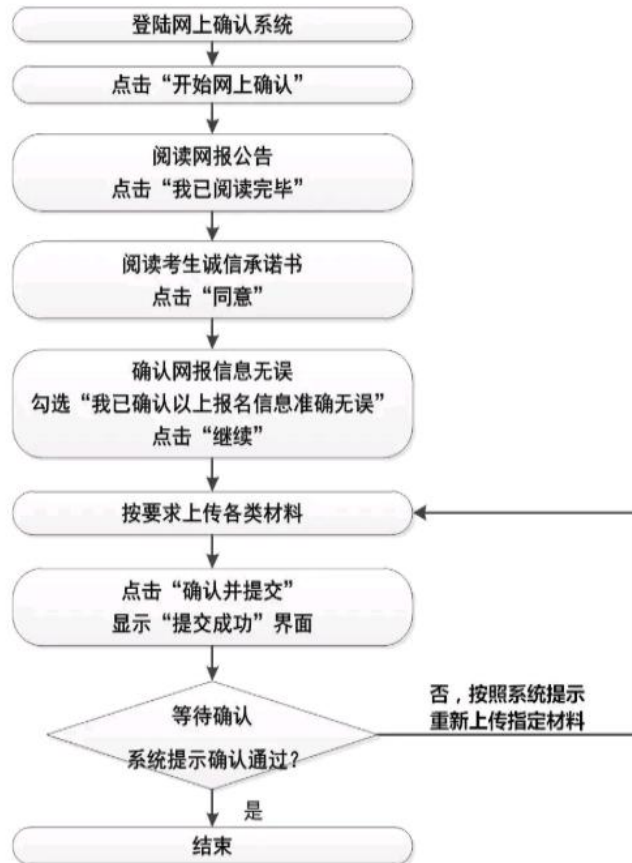 登陆网上确认系统
点击“开始网上确认”
阅读网报公告
点击“我已阅读完毕”
阅读考生诚信承诺书
点击“同意”
确认网报信息无误
勾选“我已确认以上报名信息准确无误”
点击“继续”
按要求上传各类材料
点击“确认并提交”
显示“提交成功”界面
等待确认
系统提示确认通过?
否，按照系统提示
重新上传指定材料
是
结束